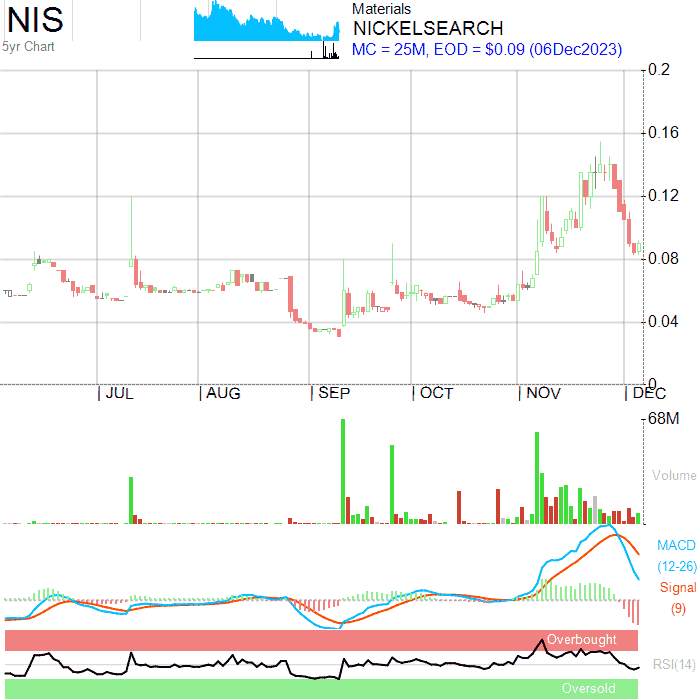 NIS
5yr Chart
Materials
NICKELSEARCH
MC = 25M, EOD = $0.09 (06Dec2023)
0.2
0.16
0.12
0.08
0.04
0
JUL AUG SEP OCT NOV DEC
68M
Volume
MACD
(12-26)
Signal
(9)
Overbought
RSI(14)
Oversold